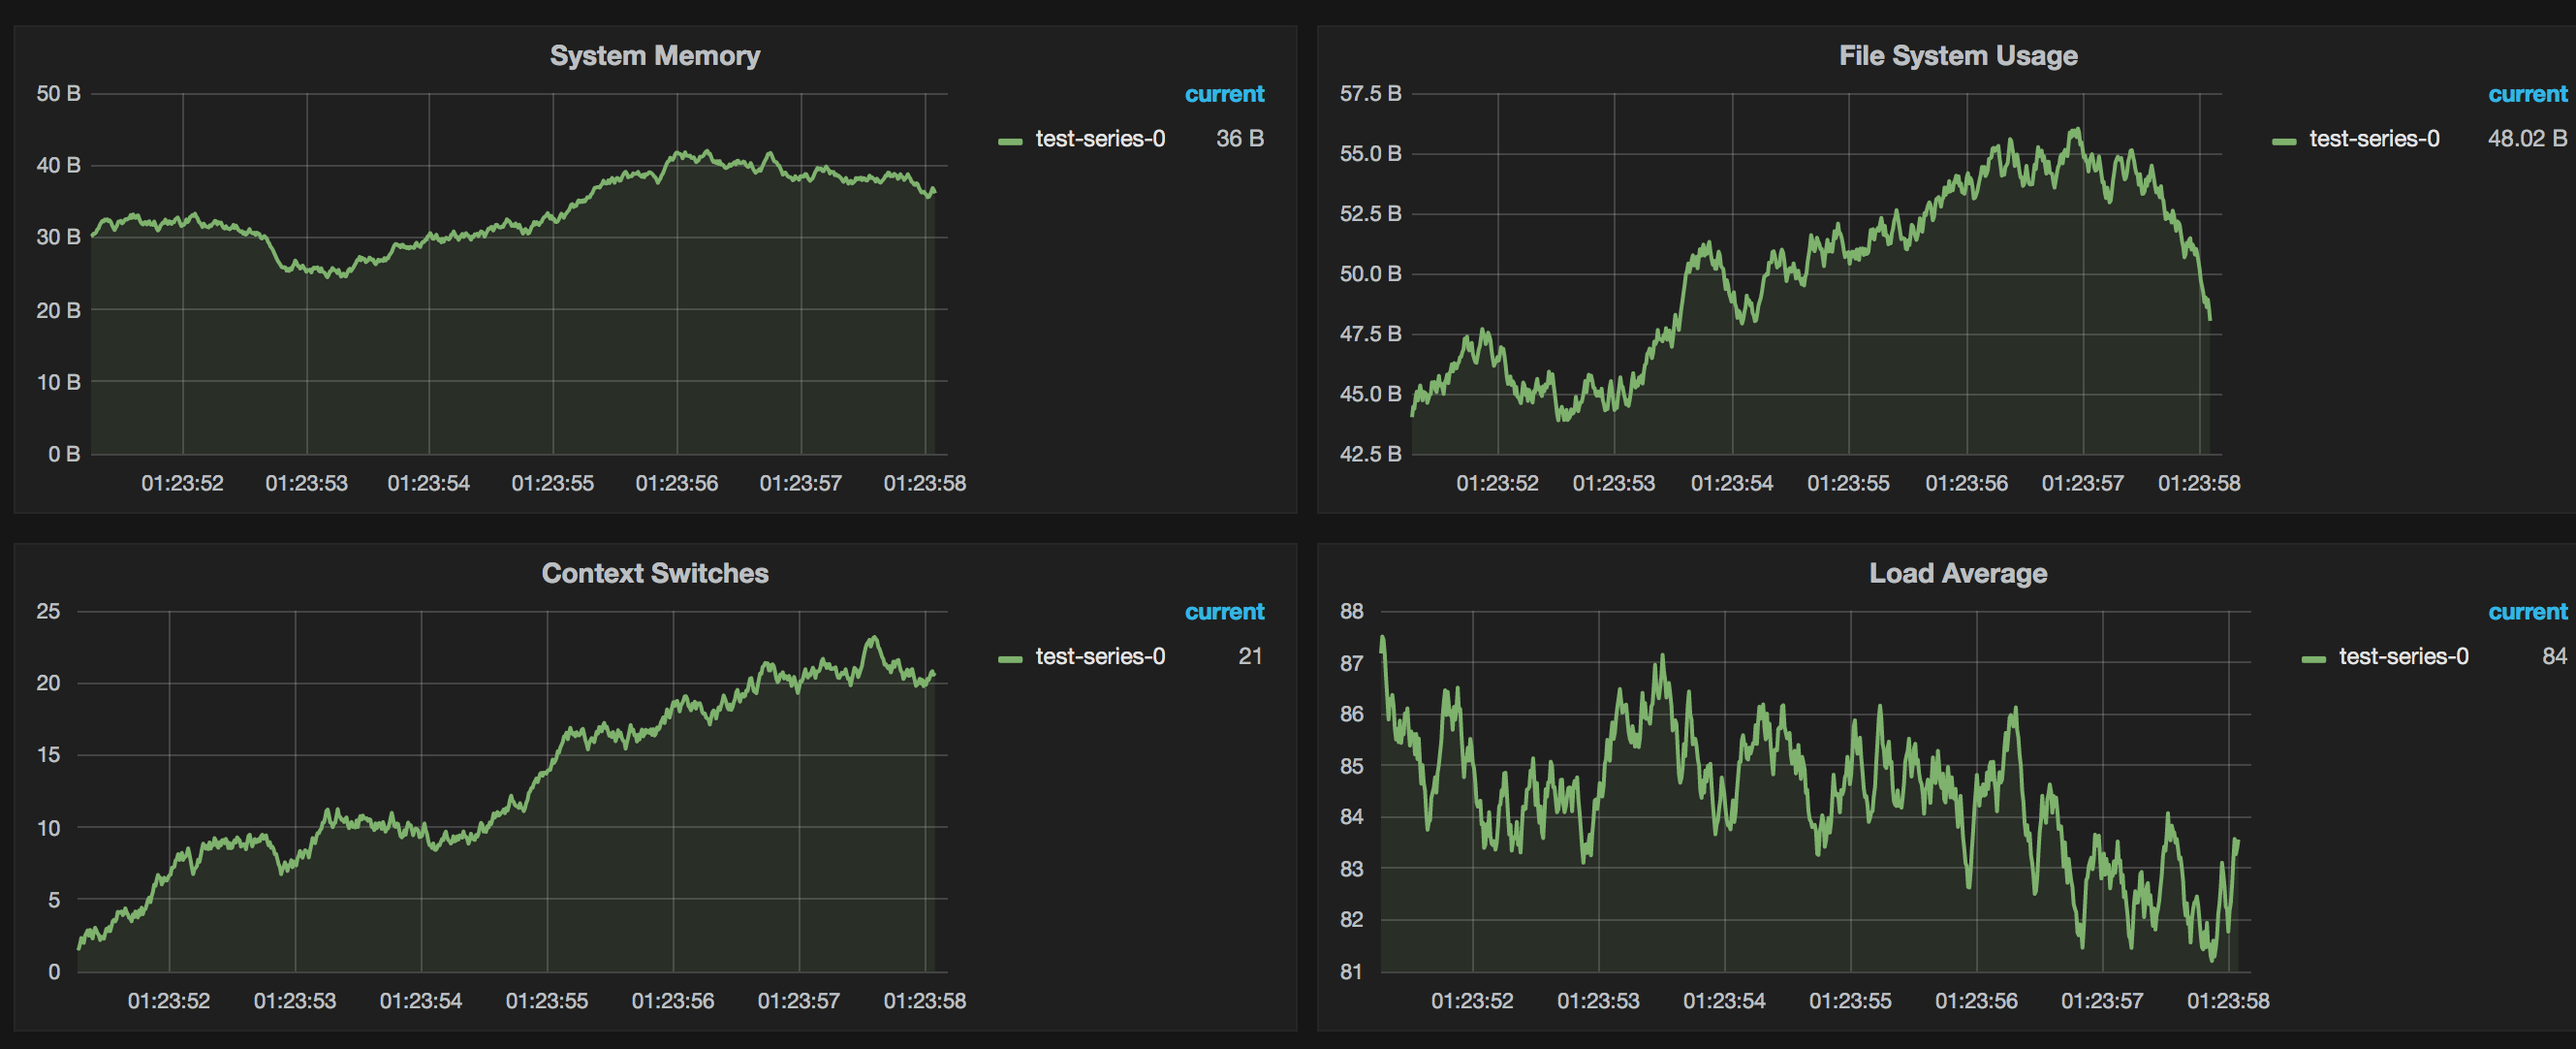 System Memory
50 B
40 B
30 B
20 B
10 B
0 B
01:23:52 01:23:53 01:23:54 01:23:55 01:23:56 01:23:57 01:23:58
current
test-series-0 36 B
File System Usage
57.5 B
55.0 B
52.5 B
50.0 B
47.5 B
45.0 B
42.5 B
01:23:52 01:23:53 01:23:54 01:23:55 01:23:56 01:23:57 01:23:58
current
test-series-0 48.02 B
Context Switches
25
20
15
10
5
0
01:23:52 01:23:53 01:23:54 01:23:55 01:23:56 01:23:57 01:23:58
current
test-series-0 21
Load Average
88
87
86
85
84
83
82
81
01:23:52 01:23:53 01:23:54 01:23:55 01:23:56 01:23:57 01:23:58
current
test-series-0 84